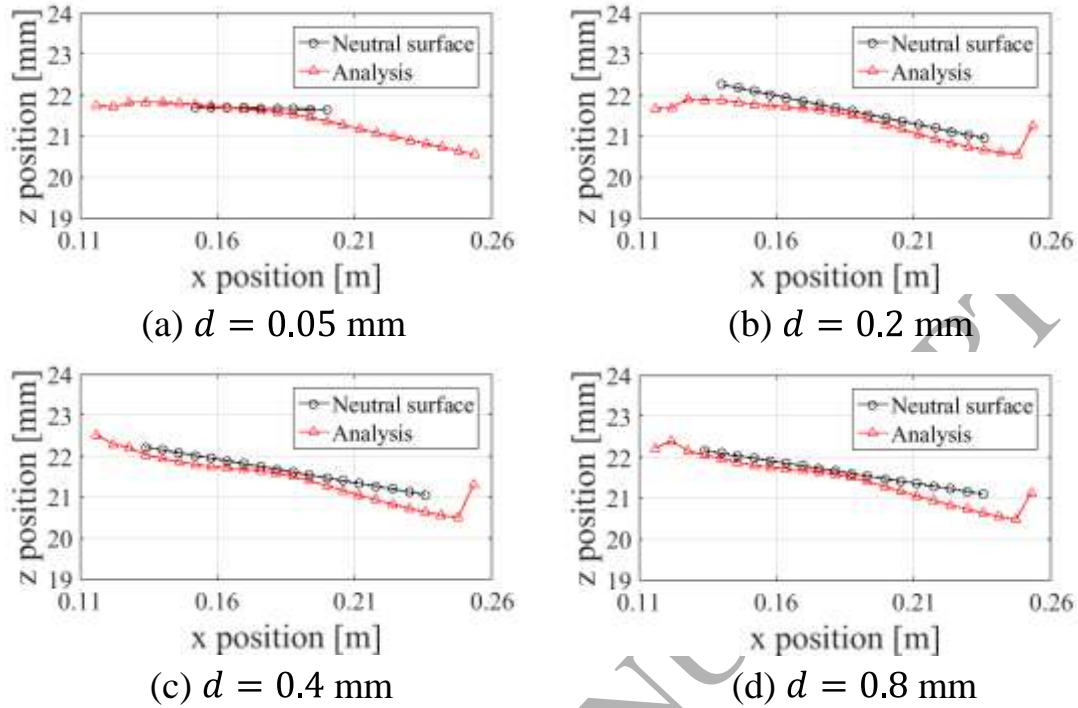 24
23
22
21
20
19
z position [mm]
Neutral surface
Analysis
0.11 0.16 0.21 0.26
x position [m]
(a) d = 0.05 mm
24
23
22
21
20
19
z position [mm]
Neutral surface
Analysis
0.11 0.16 0.21 0.26
x position [m]
(b) d = 0.2 mm
24
23
22
21
20
19
z position [mm]
Neutral surface
Analysis
0.11 0.16 0.21 0.26
x position [m]
(c) d = 0.4 mm
24
23
22
21
20
19
z position [mm]
Neutral surface
Analysis
0.11 0.16 0.21 0.26
x position [m]
(d) d = 0.8 mm